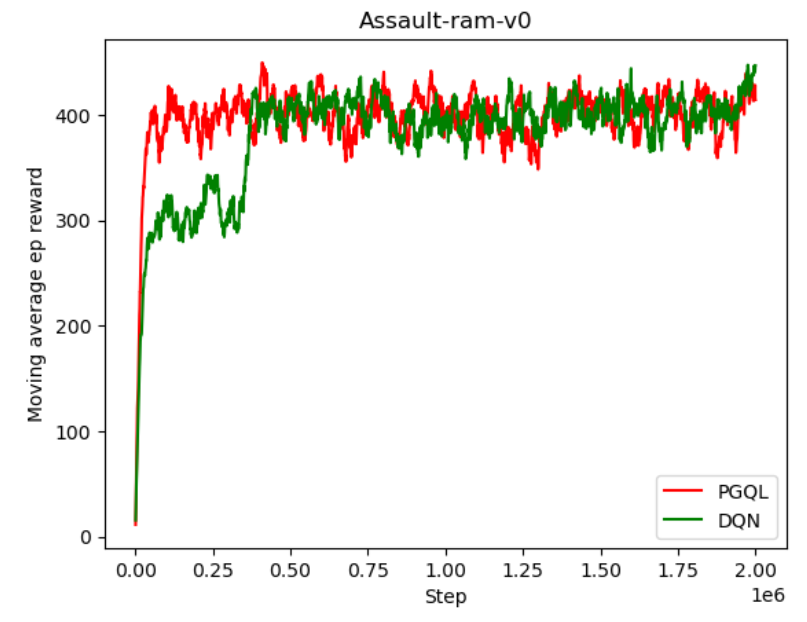 Assault-ram-v0
Moving average ep reward
400
300
200
100
0
0.00 0.25 0.50 0.75 1.00 1.25 1.50 1.75 2.00
1e6
Step
PGQL
DQN